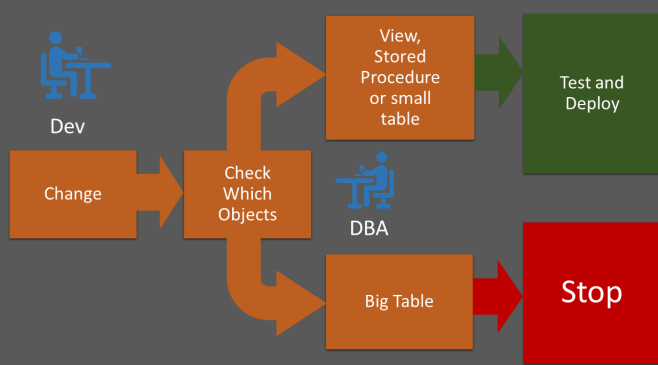 Dev
Change
Check
Which
Objects
View,
Stored
Procedure
or small
table
Test and
Deploy
DBA
Big Table
Stop